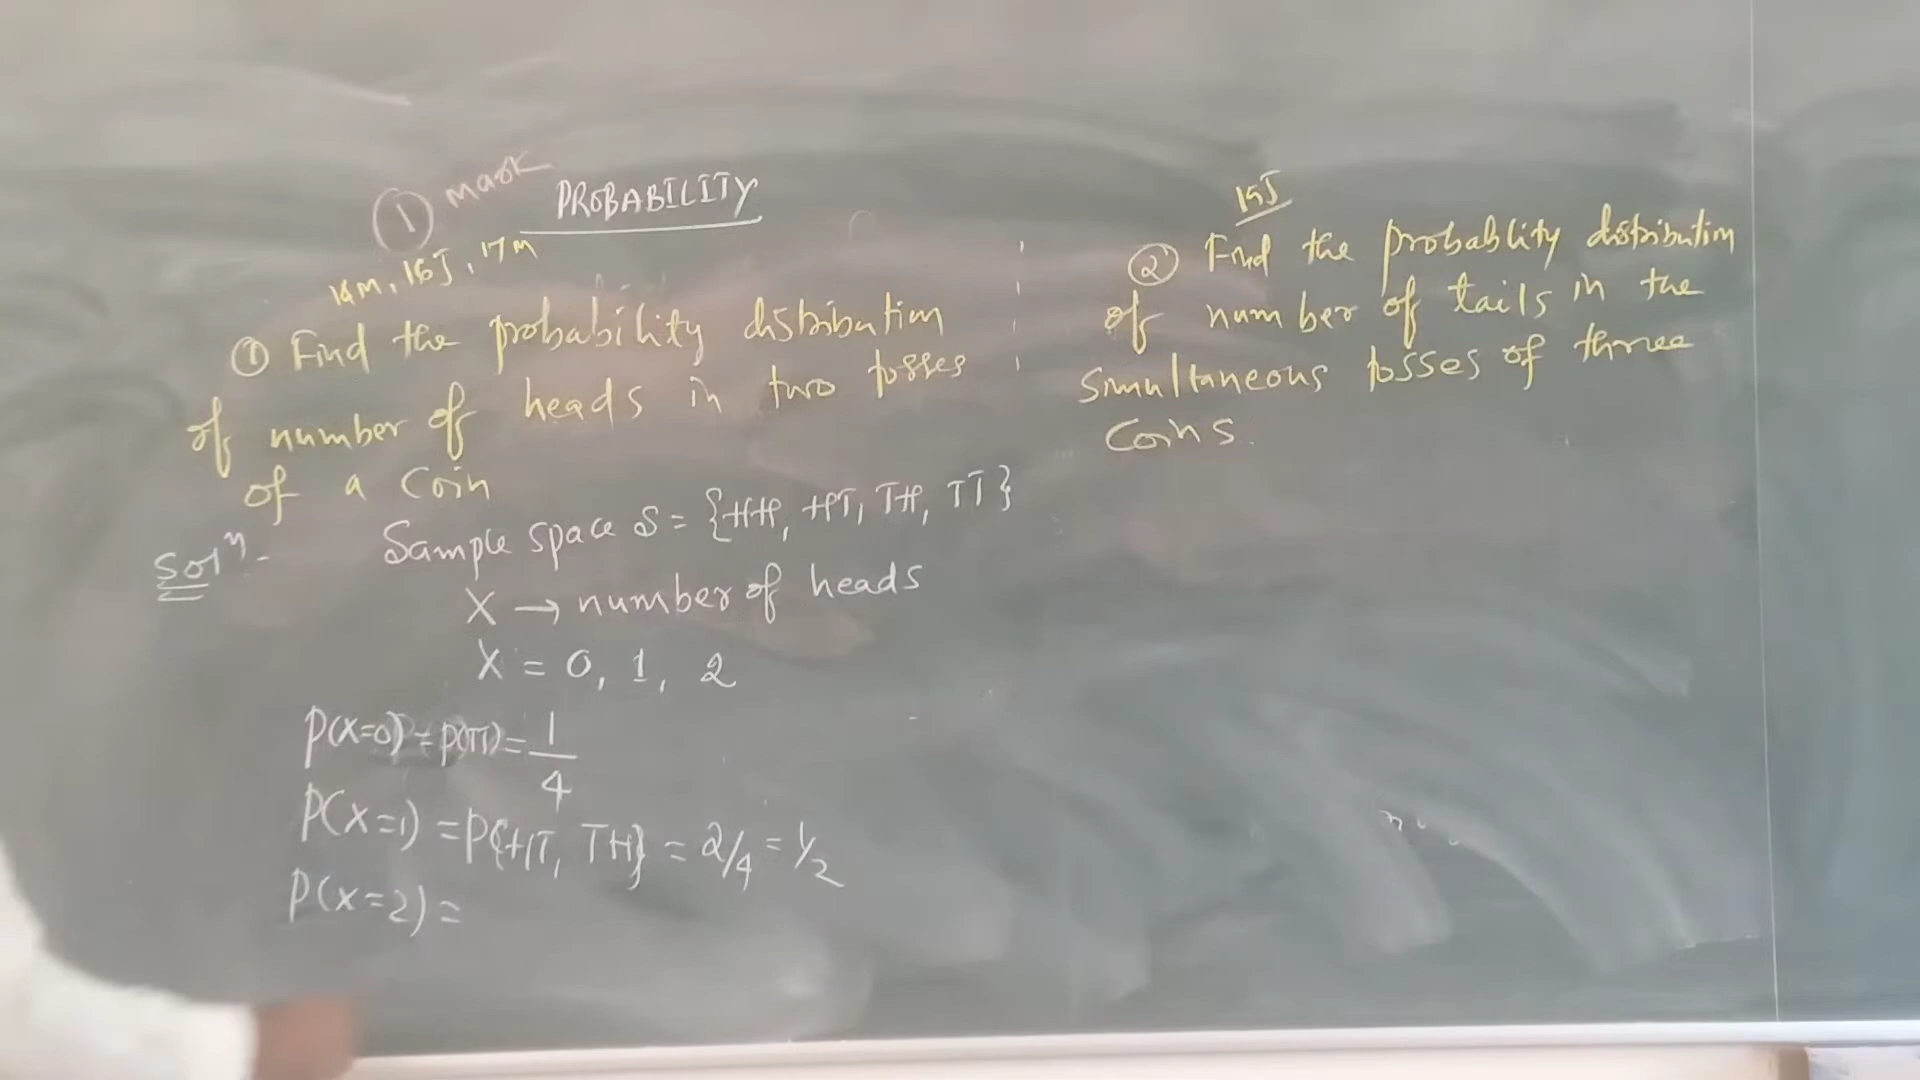 ① mark
PROBABILITY
14M, 16J, 17M
① Find the probability distribution
of number of heads in two tosses
of a Coin
Solⁿ- Sample space S = {HH, HT, TH, TT}
X → number of heads
X = 0, 1, 2
P(X=0) = P(TT) = 1/4
P(X=1) = P{HT, TH} = 2/4 = 1/2
P(X=2) =
15J
② Find the probablity distribution
of number of tails in the
Simultaneous tosses of three
Coins.